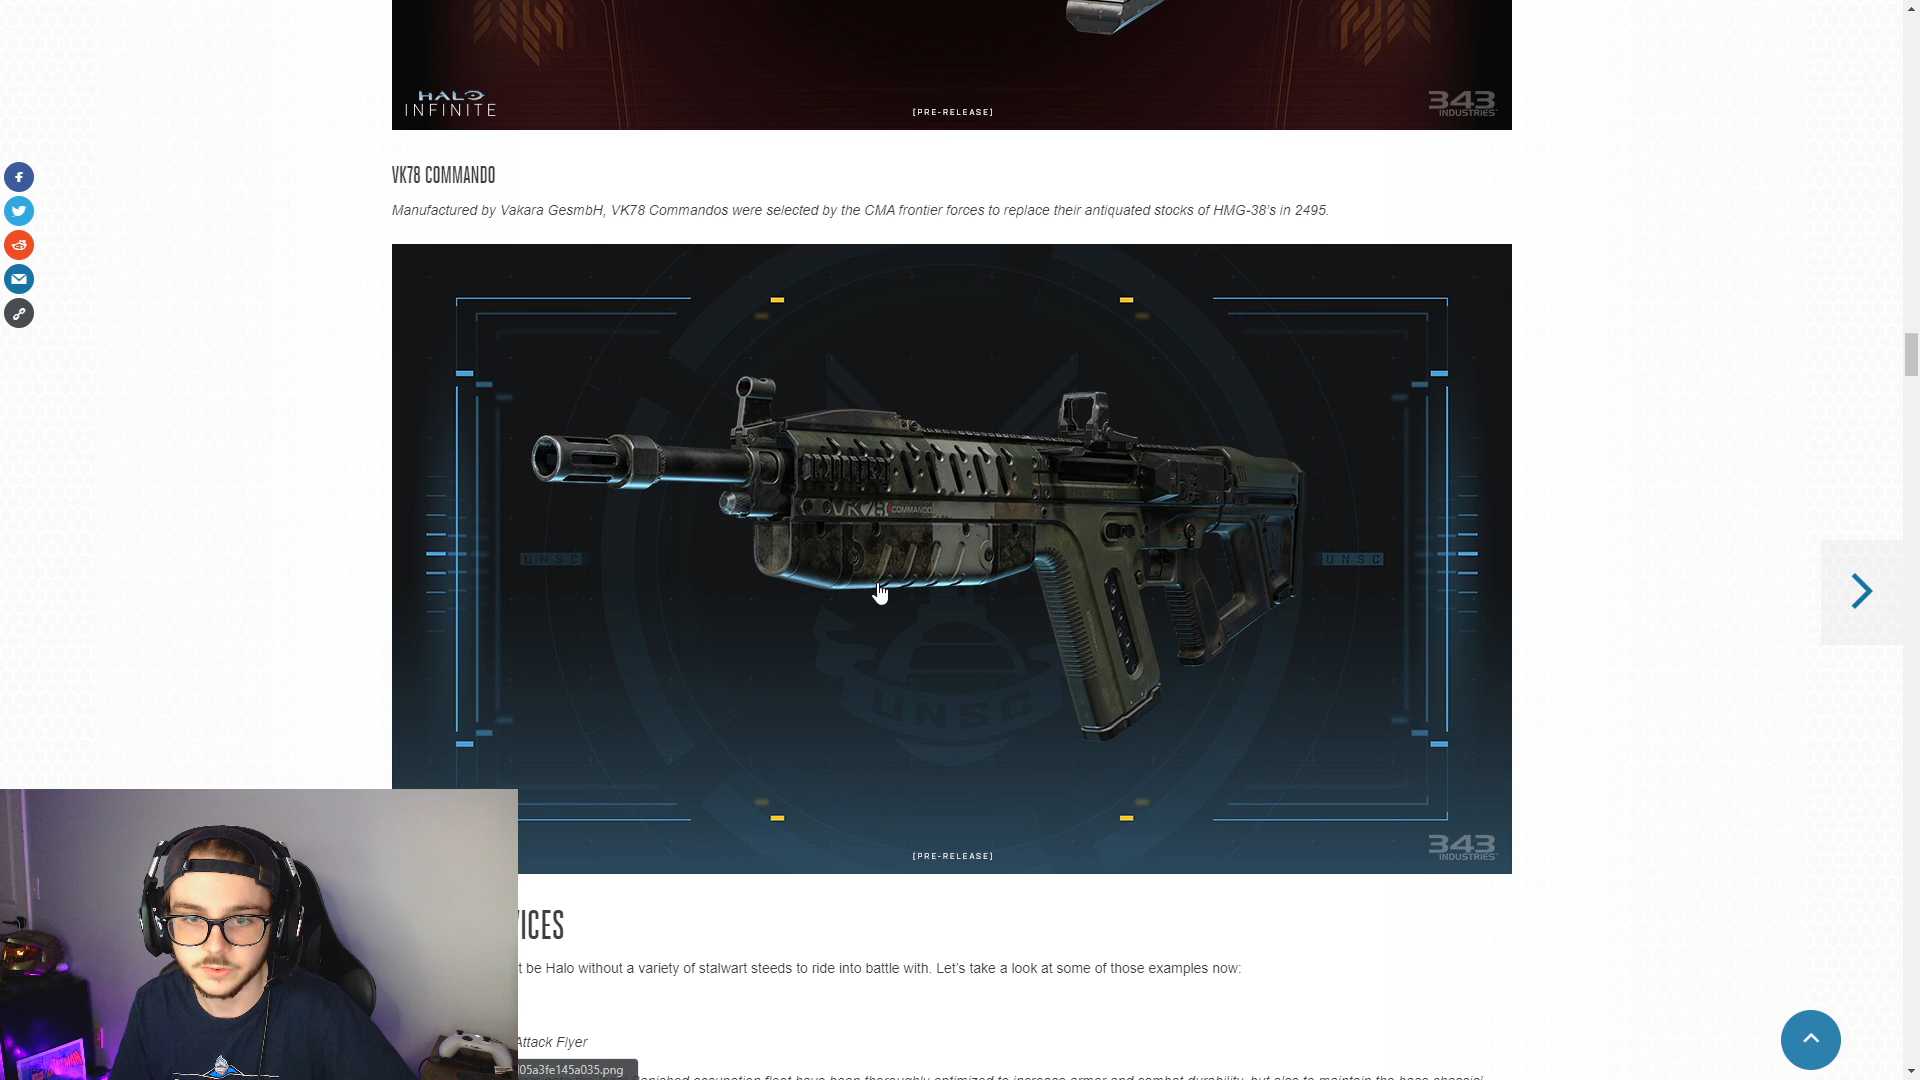 HALO
INFINITE
[PRE-RELEASE]
343
INDUSTRIES
VK78 COMMANDO
Manufactured by Vakara GesmbH, VK78 Commandos were selected by the CMA frontier forces to replace their antiquated stocks of HMG-38's in 2495.
VK78 COMMANDO
UNSC
UNSC
UNSC
[PRE-RELEASE]
343
INDUSTRIES
t be Halo without a variety of stalwart steeds to ride into battle with. Let's take a look at some of those examples now:
Attack Flyer
05a3fe145a035.png